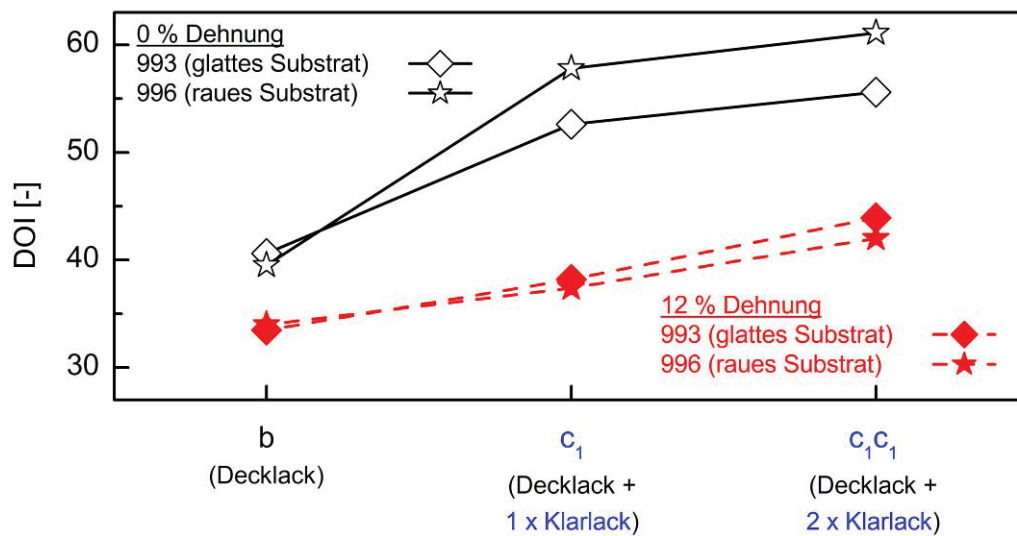 60
50
40
30
DOI [-]
0 % Dehnung
993 (glattes Substrat)
996 (raues Substrat)
12 % Dehnung
993 (glattes Substrat)
996 (raues Substrat)
b
(Decklack)
c₁
(Decklack +
1 x Klarlack)
c₁c₁
(Decklack +
2 x Klarlack)